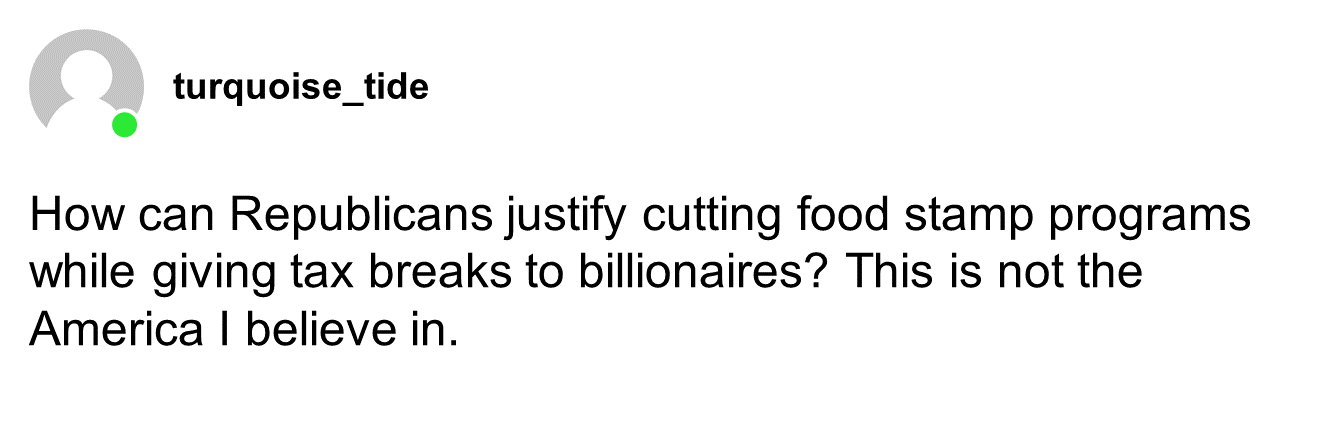 turquoise_tide
How can Republicans justify cutting food stamp programs
while giving tax breaks to billionaires? This is not the
America I believe in.